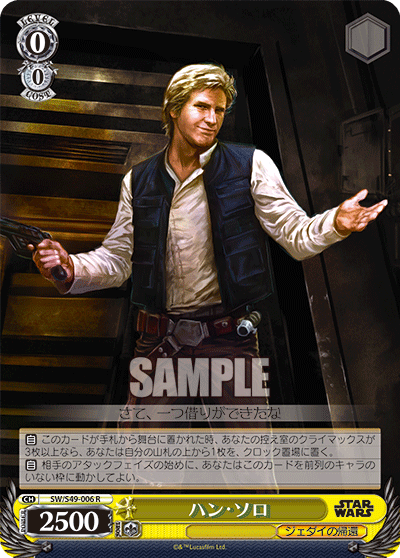 LEVEL
0
0
COST
SAMPLE
さて、一つ借りができたな
このカードが手札から舞台に置かれた時、あなたの控え室のクライマックスが
3枚以上なら、あなたは自分の山札の上から1枚を、クロック置場に置く。
相手のアタックフェイズの始めに、あなたはこのカードを前列のキャラの
いない枠に動かしてよい。
CH SW/S49-006 R
POWER
2500
ハン・ソロ
STAR WARS
ジェダイの帰還
©&™Lucasfilm Ltd.